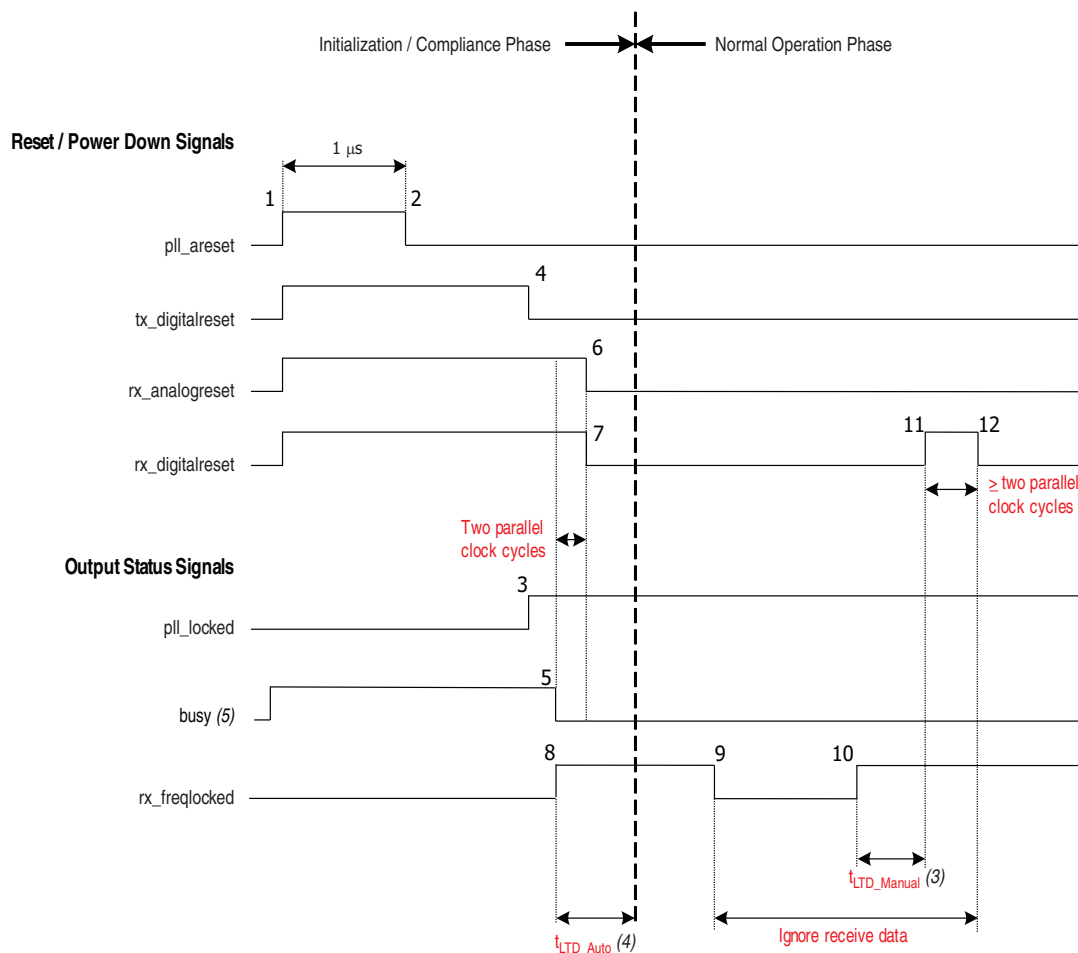 Initialization / Compliance Phase
Normal Operation Phase
Reset / Power Down Signals
1 μs
1
2
pll_areset
4
tx_digitalreset
6
rx_analogreset
7
11
12
rx_digitalreset
≥ two parallel
clock cycles
Two parallel
clock cycles
Output Status Signals
3
pll_locked
5
busy (5)
8
9
10
rx_freqlocked
tLTD_Manual (3)
tLTD_Auto (4)
Ignore receive data